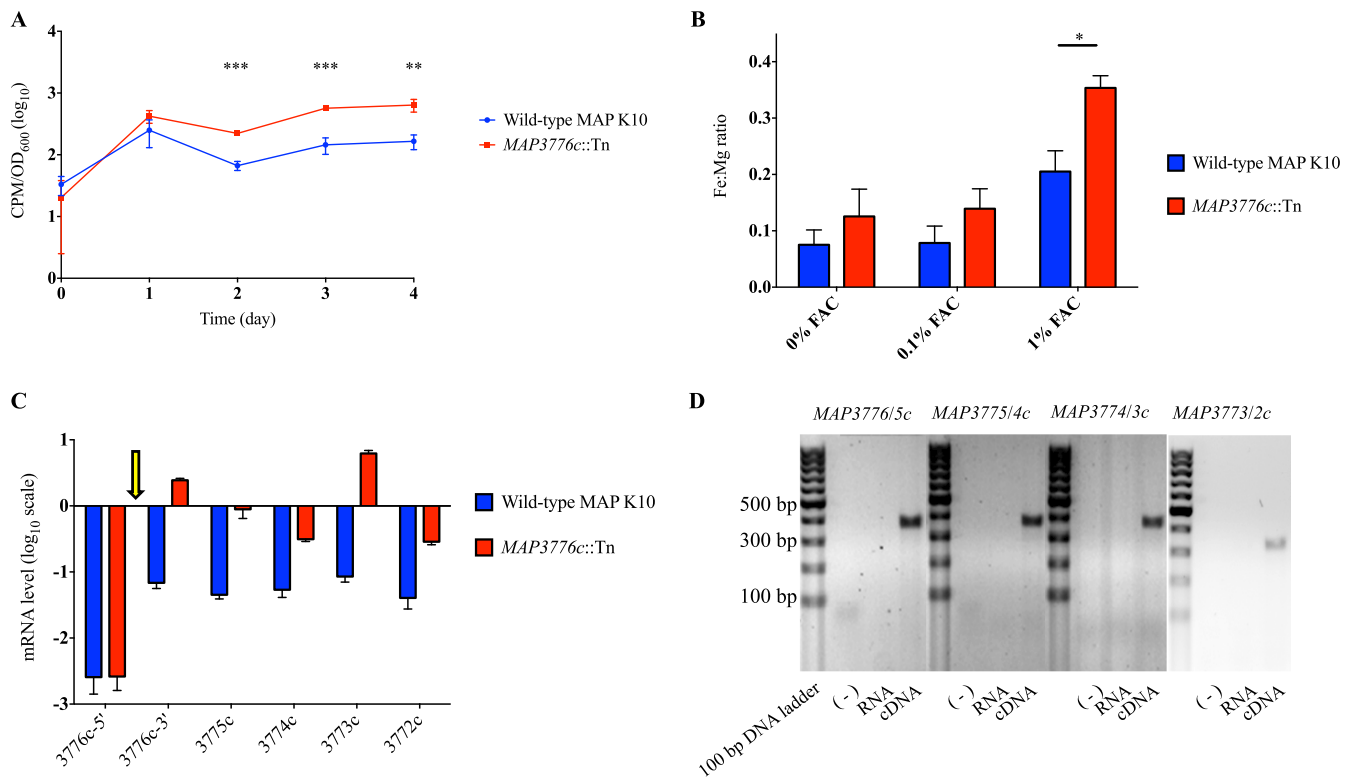 A
CPM/OD600 (log10)
4
3
2
1
0
*** *** **
0 1 2 3 4
Time (day)
Wild-type MAP K10
MAP3776c::Tn
B
Fe:Mg ratio
0.4
0.3
0.2
0.1
0.0
*
0% FAC 0.1% FAC 1% FAC
Wild-type MAP K10
MAP3776c::Tn
C
mRNA level (log10 scale)
1
0
-1
-2
-3
3776c-5' 3776c-3' 3775c 3774c 3773c 3772c
Wild-type MAP K10
MAP3776c::Tn
D
MAP3776/5c MAP3775/4c MAP3774/3c MAP3773/2c
500 bp
300 bp
100 bp
100 bp DNA ladder (-) RNA cDNA (-) RNA cDNA (-) RNA cDNA (-) RNA cDNA